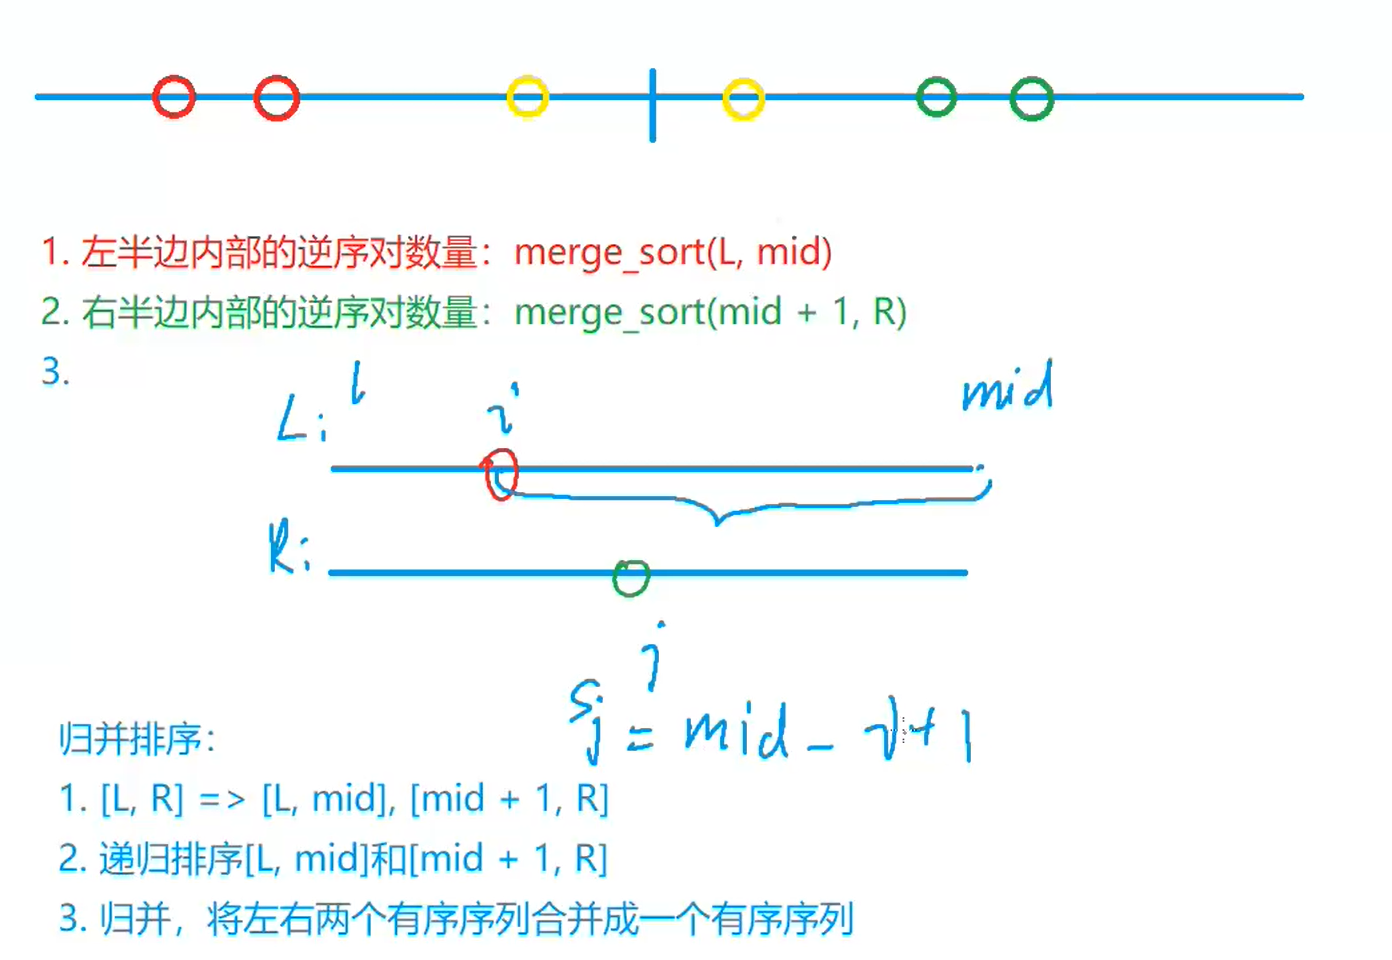 1. 左半边内部的逆序对数量：merge_sort(L, mid)
2. 右半边内部的逆序对数量：merge_sort(mid + 1, R)
3.
l
i
mid
Li
Ri
j
Sj = mid - i + 1
归并排序：
1. [L, R] => [L, mid], [mid + 1, R]
2. 递归排序[L, mid]和[mid + 1, R]
3. 归并，将左右两个有序序列合并成一个有序序列